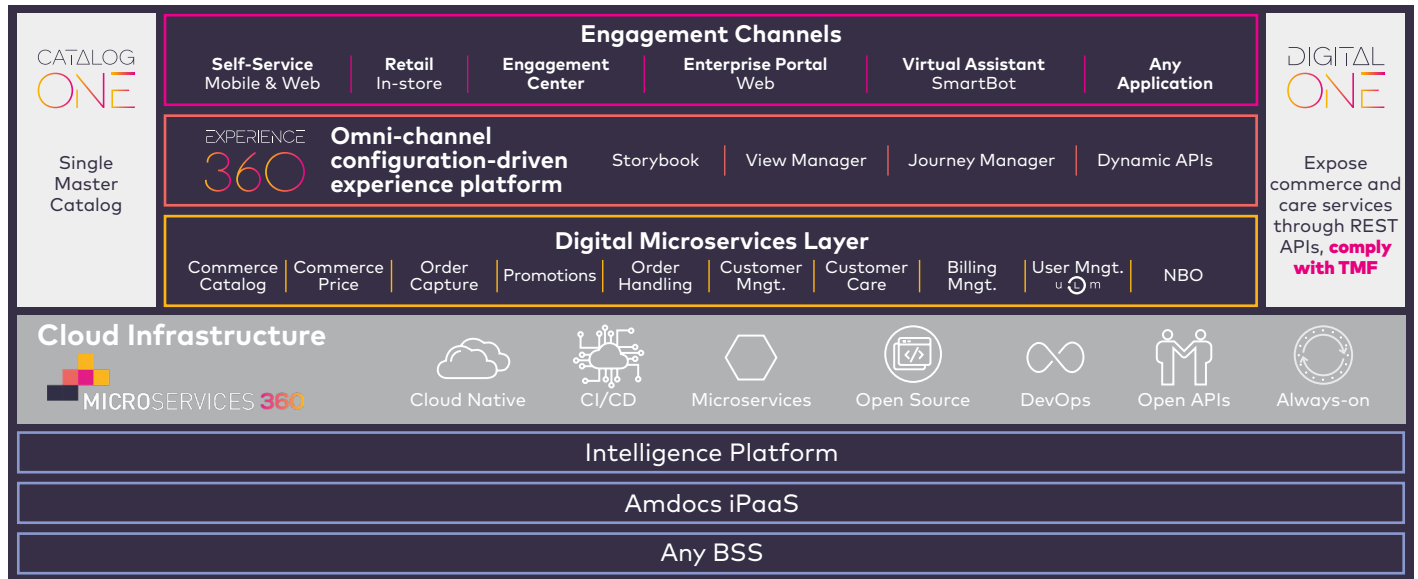 CATALOG
ONE
Single
Master
Catalog
Engagement Channels
Self-Service
Mobile & Web
Retail
In-store
Engagement
Center
Enterprise Portal
Web
Virtual Assistant
SmartBot
Any
Application
EXPERIENCE
360
Omni-channel
configuration-driven
experience platform
Storybook
View Manager
Journey Manager
Dynamic APIs
Digital Microservices Layer
Commerce
Catalog
Commerce
Price
Order
Capture
Promotions
Order
Handling
Customer
Mngt.
Customer
Care
Billing
Mngt.
User Mngt.
u L m
NBO
DIGITAL
ONE
Expose
commerce and
care services
through REST
APIs, comply
with TMF
Cloud Infrastructure
MICROSERVICES 360
Cloud Native
CI/CD
Microservices
Open Source
DevOps
Open APIs
Always-on
Intelligence Platform
Amdocs iPaaS
Any BSS